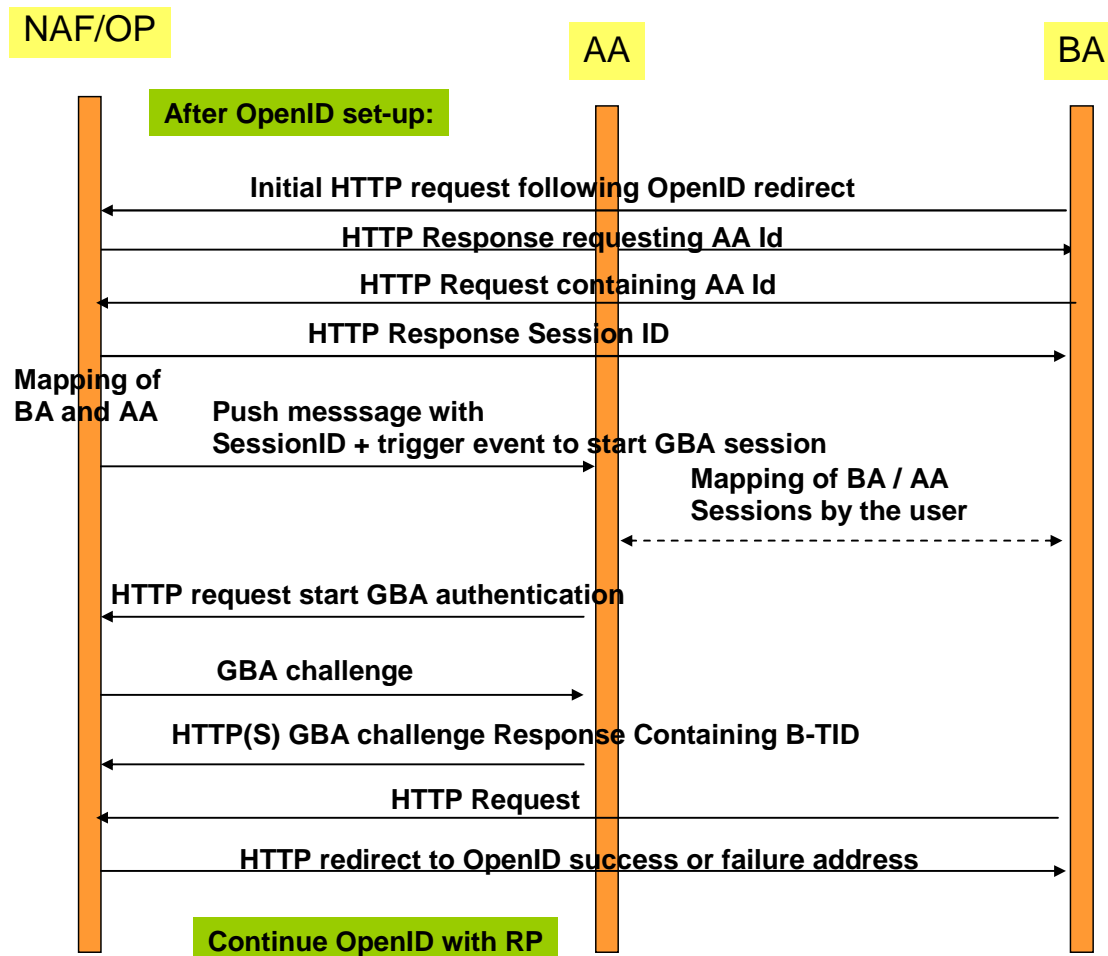 NAF/OP
AA
BA
After OpenID set-up:
Initial HTTP request following OpenID redirect
HTTP Response requesting AA Id
HTTP Request containing AA Id
HTTP Response Session ID
Mapping of
BA and AA
Push messsage with
SessionID + trigger event to start GBA session
Mapping of BA / AA
Sessions by the user
HTTP request start GBA authentication
GBA challenge
HTTP(S) GBA challenge Response Containing B-TID
HTTP Request
HTTP redirect to OpenID success or failure address
Continue OpenID with RP